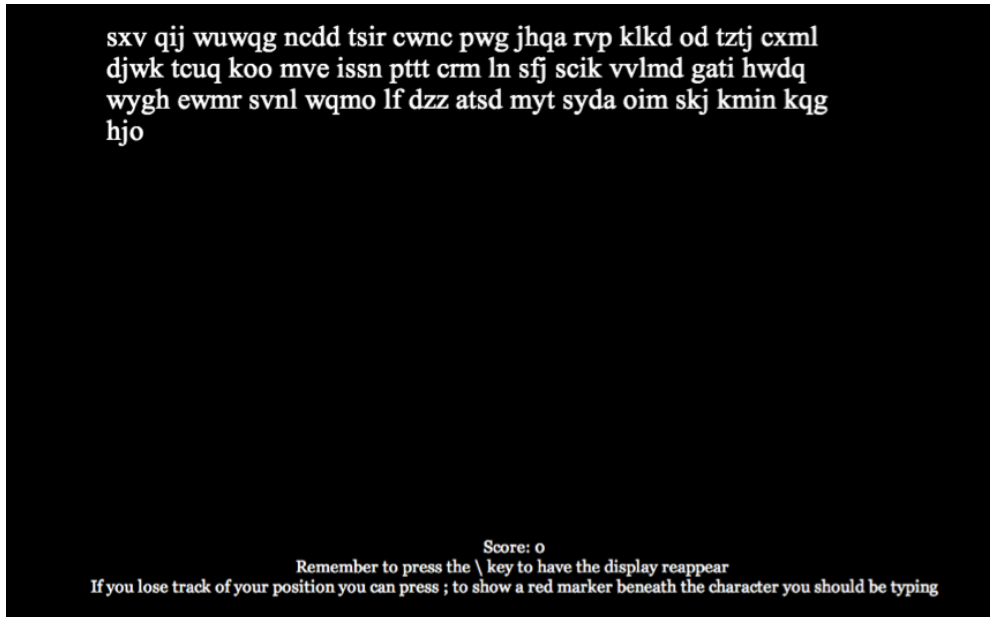 sxv qij wuwqg ncdd tsir cwnc pwg jhqa rvp klkd od tztj cxml
djwk tcuq koo mve issn pttt crm ln sfj scik vvlmd gati hwdq
wygh ewmr svnl wqmo lf dzz atsd myt syda oim skj kmin kqg
hjo
Score: 0
Remember to press the \ key to have the display reappear
If you lose track of your position you can press ; to show a red marker beneath the character you should be typing